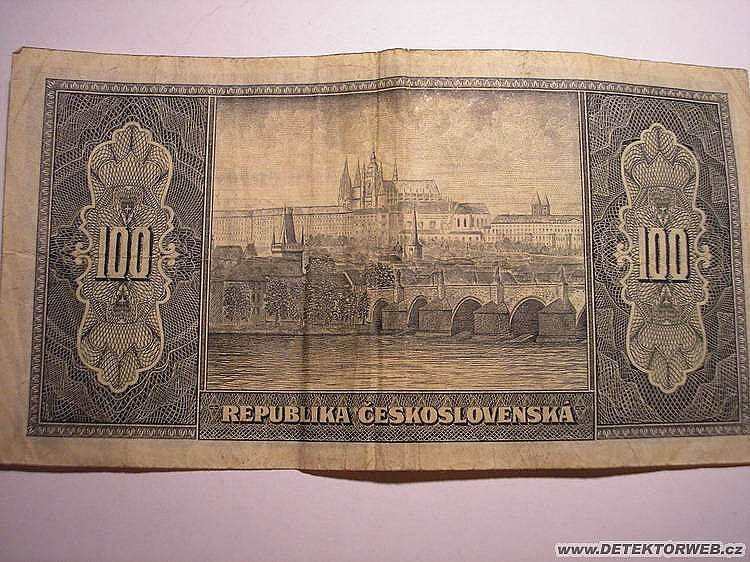 100
100
REPUBLIKA ČESKOSLOVENSKÁ
www.DETEKTORWEB.cz